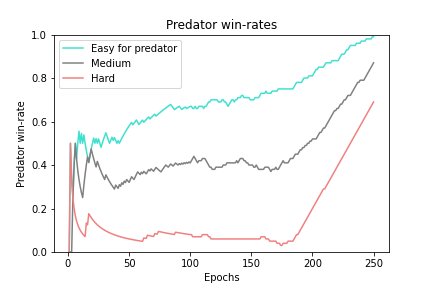 Predator win-rates
Easy for predator
Medium
Hard
Predator win-rate
1.0
0.8
0.6
0.4
0.2
0.0
0
50
100
150
200
250
Epochs